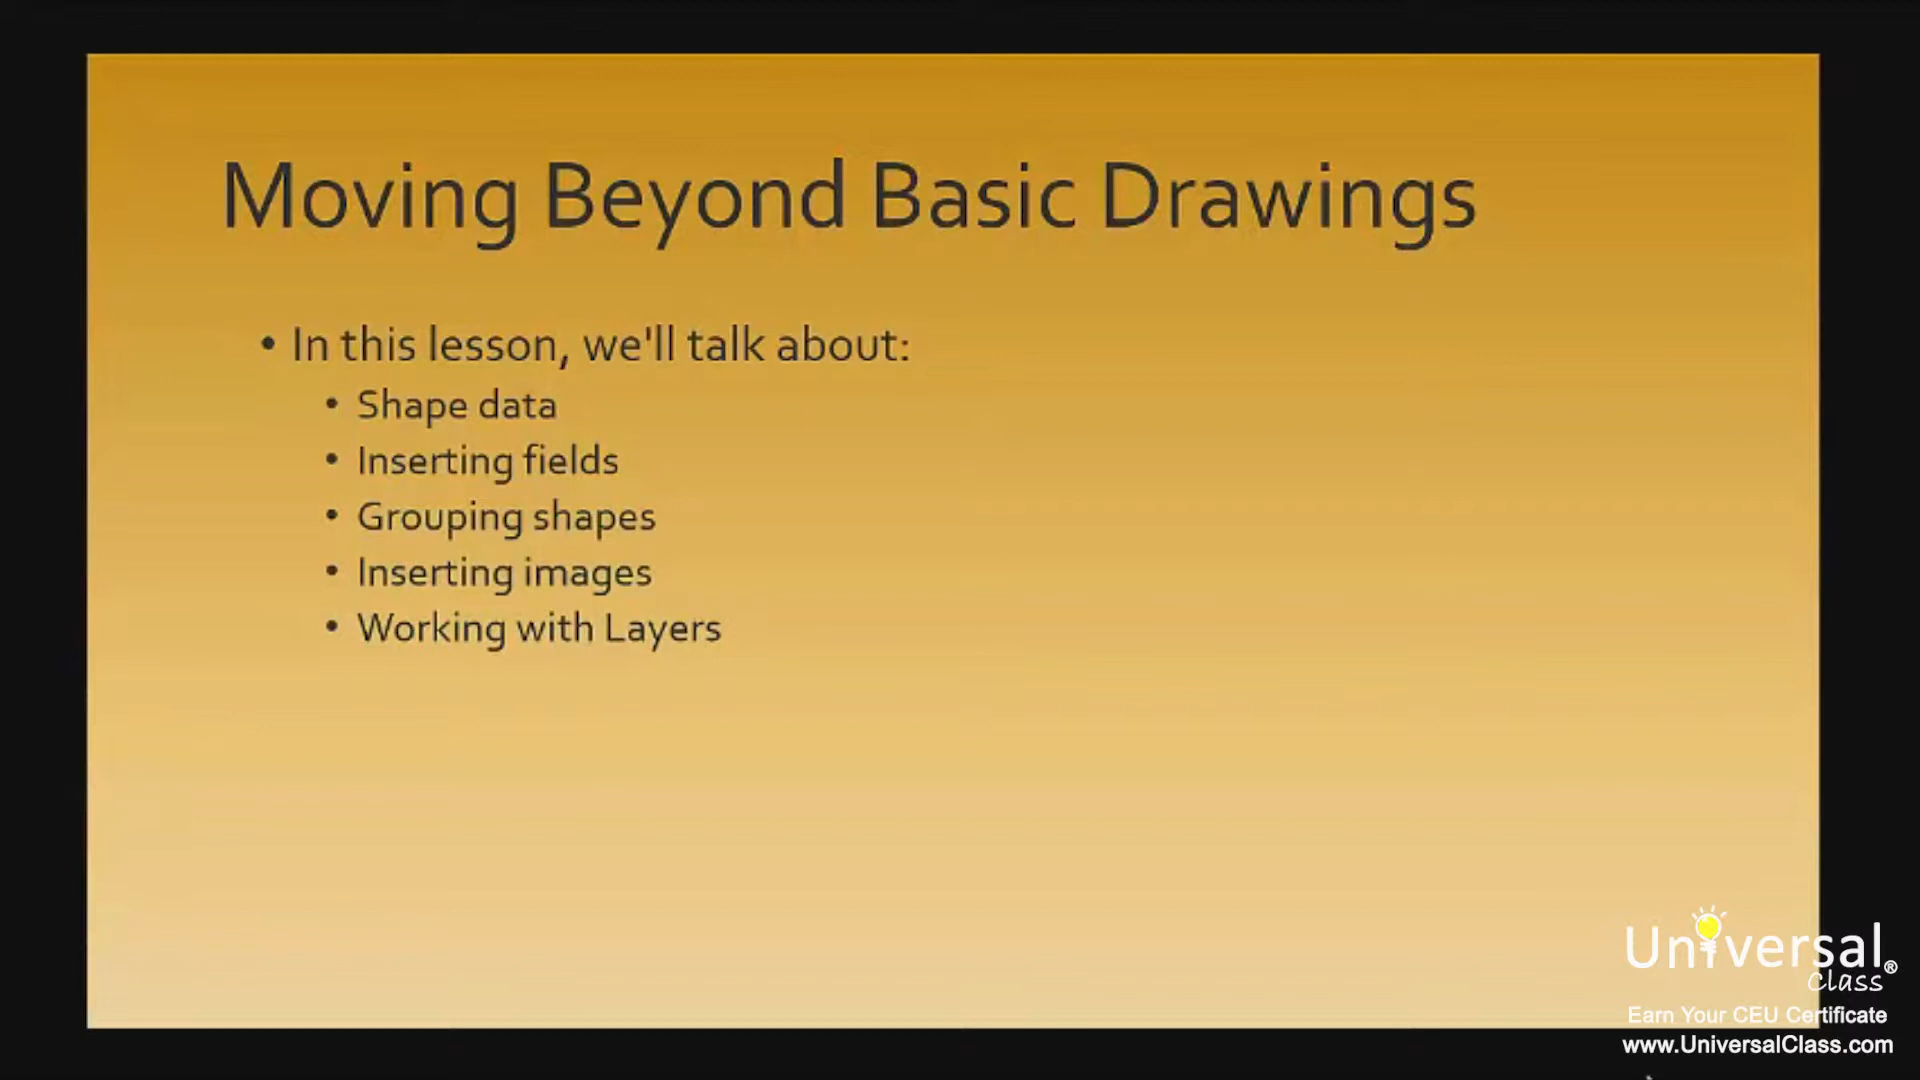 Moving Beyond Basic Drawings
• In this lesson, we'll talk about:
• Shape data
• Inserting fields
• Grouping shapes
• Inserting images
• Working with Layers
Universal®
Class
Earn Your CEU Certificate
www.UniversalClass.com